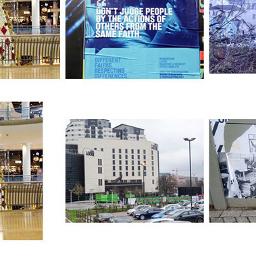 DON'T JUDGE PEOPLE
BY THE ACTIONS OF
OTHERS FROM THE
SAME FAITH
DIFFERENT
FAITHS
RESPECTING
DIFFERENCES